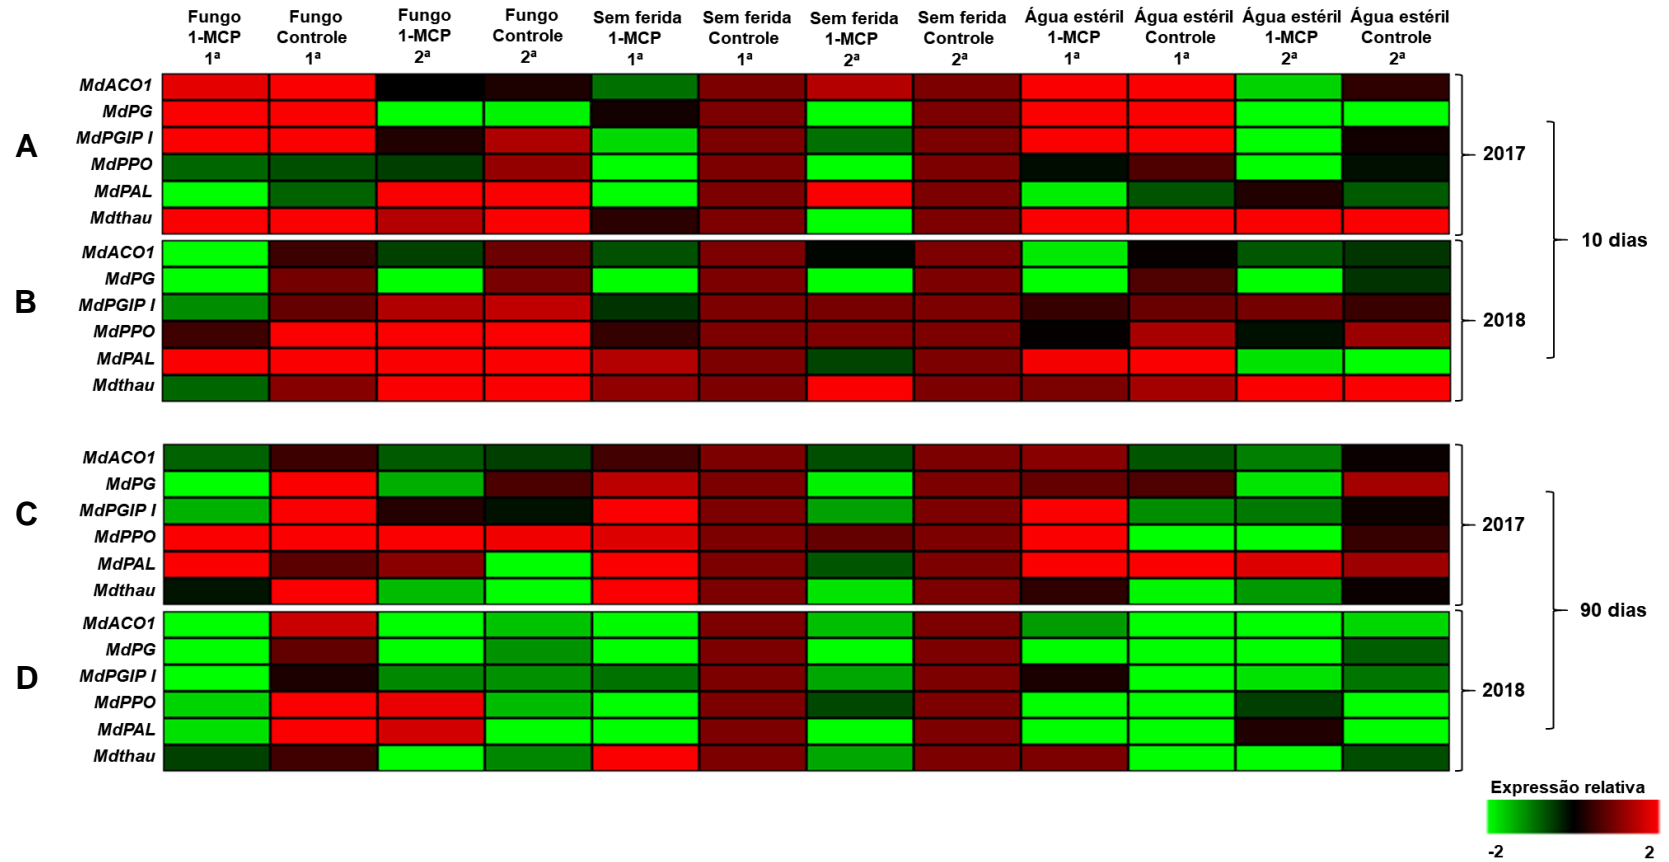 Fungo Fungo Fungo Fungo Sem ferida Sem ferida Sem ferida Sem ferida Água estéril Água estéril Água estéril Água estéril
1-MCP Controle 1-MCP Controle 1-MCP Controle 1-MCP Controle 1-MCP Controle 1-MCP Controle
1ª 1ª 2ª 2ª 1ª 1ª 2ª 2ª 1ª 1ª 2ª 2ª
A
MdACO1
MdPG
MdPGIP I
MdPPO
MdPAL
Mdthau
2017
B
MdACO1
MdPG
MdPGIP I
MdPPO
MdPAL
Mdthau
2018
10 dias
C
MdACO1
MdPG
MdPGIP I
MdPPO
MdPAL
Mdthau
2017
D
MdACO1
MdPG
MdPGIP I
MdPPO
MdPAL
Mdthau
2018
90 dias
Expressão relativa
-2 2